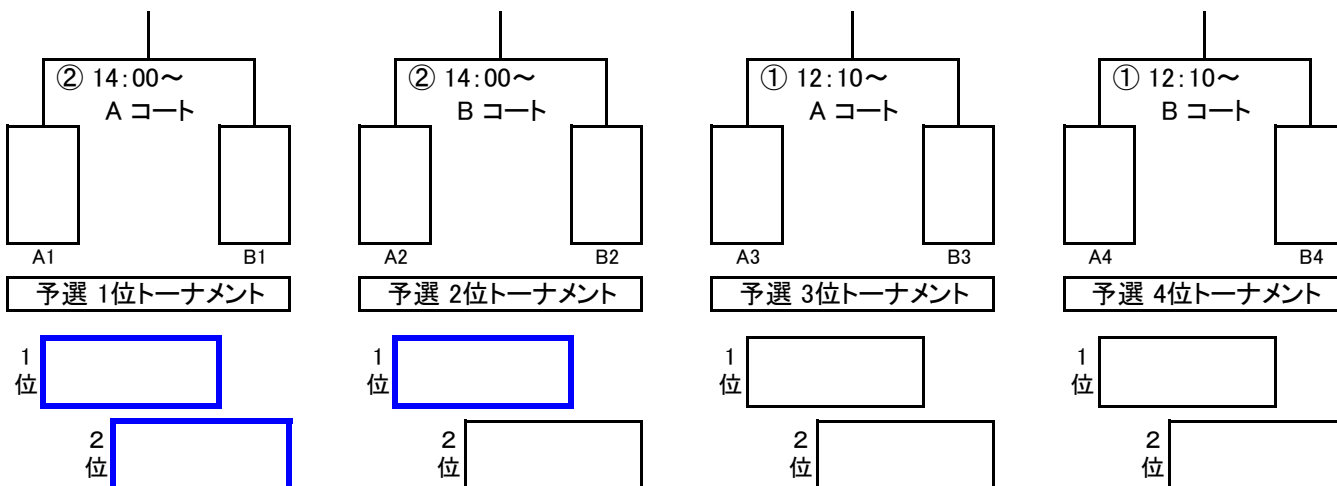 ② 14:00～
A コート
A1
B1
予選 1位トーナメント
1位
2位
② 14:00～
B コート
A2
B2
予選 2位トーナメント
1位
2位
① 12:10～
A コート
A3
B3
予選 3位トーナメント
1位
2位
① 12:10～
B コート
A4
B4
予選 4位トーナメント
1位
2位